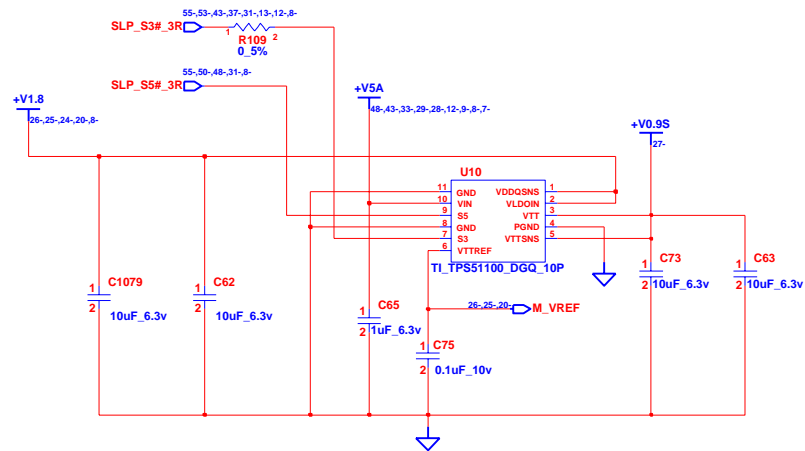 55-,53-,43-,37-,31-,13-,12-,8-
SLP_S3#_3R
1
2
R109
0_5%
55-,50-,48-,31-,8-
SLP_S5#_3R
+V1.8
26-,25-,24-,20-,8-
+V5A
48-,43-,33-,29-,28-,12-,9-,8-,7-
+V0.9S
27-
U10
11 GND VDDQSNS 1
10 VIN VLDOIN 2
9 S5 VTT 3
8 GND PGND 4
7 S3 VTTSNS 5
6 VTTREF
TI_TPS51100_DGQ_10P
1
2
C1079
10uF_6.3v
1
2
C62
10uF_6.3v
1
2
C65
1uF_6.3v
26-,25-,20-
M_VREF
1
2
C75
0.1uF_10v
1
2
C73
10uF_6.3v
1
2
C63
10uF_6.3v